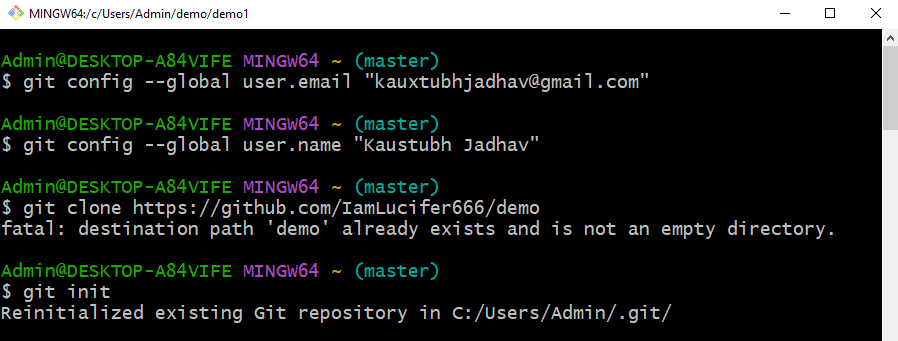 MINGW64:/c/Users/Admin/demo/demo1
Admin@DESKTOP-A84VIFE MINGW64 ~ (master)
$ git config --global user.email "kauxtubhjadhav@gmail.com"
Admin@DESKTOP-A84VIFE MINGW64 ~ (master)
$ git config --global user.name "Kaustubh Jadhav"
Admin@DESKTOP-A84VIFE MINGW64 ~ (master)
$ git clone https://github.com/IamLucifer666/demo
fatal: destination path 'demo' already exists and is not an empty directory.
Admin@DESKTOP-A84VIFE MINGW64 ~ (master)
$ git init
Reinitialized existing Git repository in C:/Users/Admin/.git/